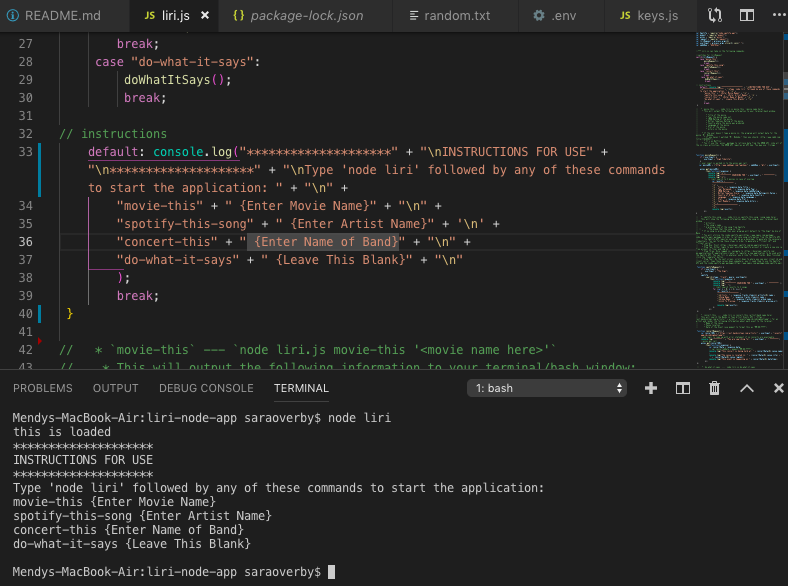 README.md JS liri.js × {} package-lock.json random.txt .env JS keys.js ...
27 break;
28 case "do-what-it-says":
29 doWhatItSays();
30 break;
31
32 // instructions
33 default: console.log("********************" + "\nINSTRUCTIONS FOR USE" +
"\n********************" + "\nType 'node liri' followed by any of these commands
to start the application: " + "\n" +
34 "movie-this" + " {Enter Movie Name}" + "\n" +
35 "spotify-this-song" + " {Enter Artist Name}" + '\n' +
36 "concert-this" + " {Enter Name of Band}" + "\n" +
37 "do-what-it-says" + " {Leave This Blank}" + "\n"
38 );
39 break;
40 }
41
42 // * `movie-this` --- `node liri.js movie-this '<movie name here>'`
43 // * This will output the following information to your terminal/bash window:
PROBLEMS OUTPUT DEBUG CONSOLE TERMINAL 1: bash
Mendys-MacBook-Air:liri-node-app saraoverby$ node liri
this is loaded
********************
INSTRUCTIONS FOR USE
********************
Type 'node liri' followed by any of these commands to start the application:
movie-this {Enter Movie Name}
spotify-this-song {Enter Artist Name}
concert-this {Enter Name of Band}
do-what-it-says {Leave This Blank}
Mendys-MacBook-Air:liri-node-app saraoverby$